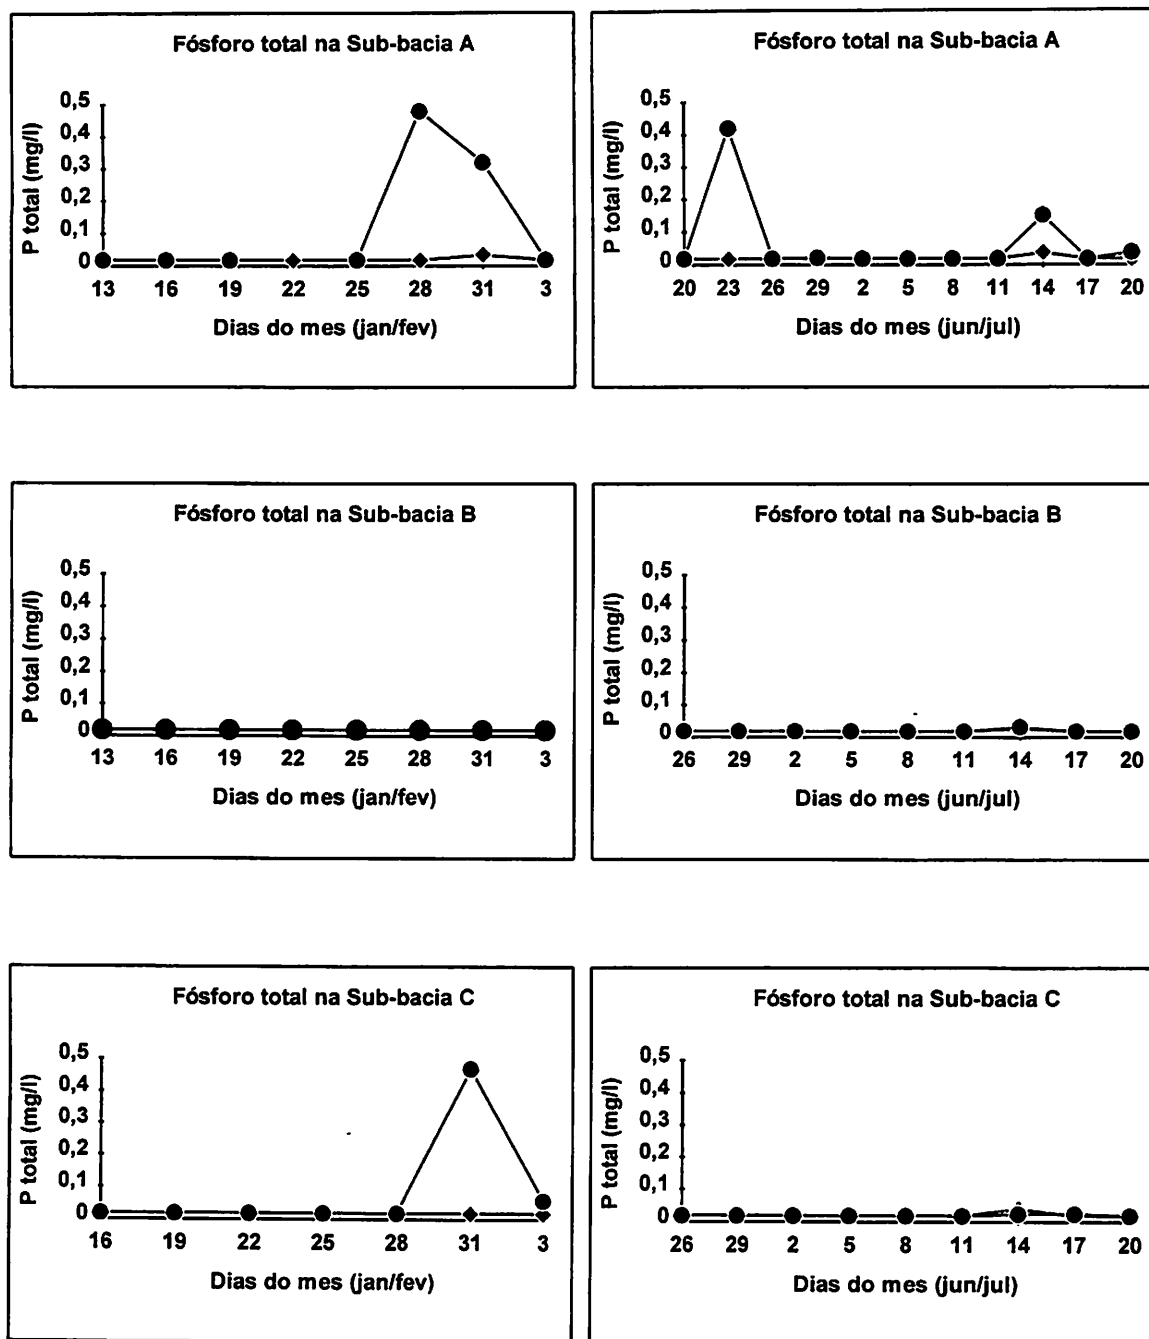 Fósforo total na Sub-bacia A
P total (mg/l)
0,5
0,4
0,3
0,2
0,1
0
13 16 19 22 25 28 31 3
Dias do mes (jan/fev)
Fósforo total na Sub-bacia A
P total (mg/l)
0,5
0,4
0,3
0,2
0,1
0
20 23 26 29 2 5 8 11 14 17 20
Dias do mes (jun/jul)
Fósforo total na Sub-bacia B
P total (mg/l)
0,5
0,4
0,3
0,2
0,1
0
13 16 19 22 25 28 31 3
Dias do mes (jan/fev)
Fósforo total na Sub-bacia B
P total (mg/l)
0,5
0,4
0,3
0,2
0,1
0
26 29 2 5 8 11 14 17 20
Dias do mes (jun/jul)
Fósforo total na Sub-bacia C
P total (mg/l)
0,5
0,4
0,3
0,2
0,1
0
16 19 22 25 28 31 3
Dias do mes (jan/fev)
Fósforo total na Sub-bacia C
P total (mg/l)
0,5
0,4
0,3
0,2
0,1
0
26 29 2 5 8 11 14 17 20
Dias do mes (jun/jul)